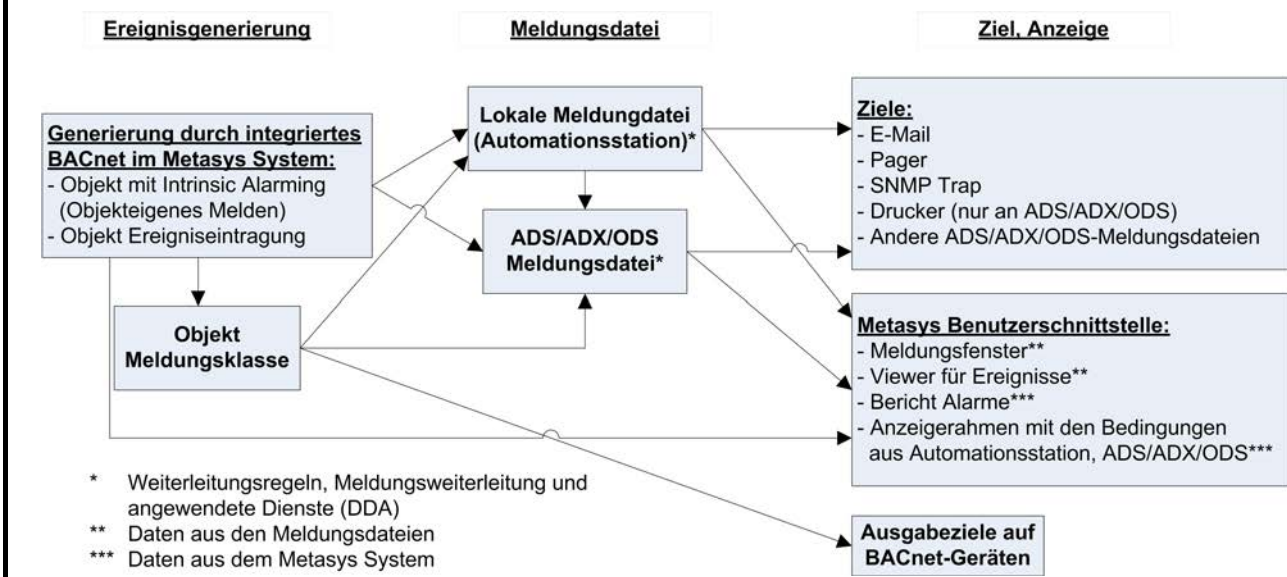 Ereignisgenerierung
Meldungsdatei
Ziel, Anzeige
Generierung durch integriertes
BACnet im Metasys System:
- Objekt mit Intrinsic Alarming
(Objekteigenes Melden)
- Objekt Ereigniseintragung
Objekt
Meldungsklasse
Lokale Meldungdatei
(Automationsstation)*
ADS/ADX/ODS
Meldungsdatei*
Ziele:
- E-Mail
- Pager
- SNMP Trap
- Drucker (nur an ADS/ADX/ODS)
- Andere ADS/ADX/ODS-Meldungsdateien
Metasys Benutzerschnittstelle:
- Meldungsfenster**
- Viewer für Ereignisse**
- Bericht Alarme***
- Anzeigerahmen mit den Bedingungen
aus Automationsstation, ADS/ADX/ODS***
Ausgabeziele auf
BACnet-Geräten
* Weiterleitungsregeln, Meldungsweiterleitung und
angewendete Dienste (DDA)
** Daten aus den Meldungsdateien
*** Daten aus dem Metasys System